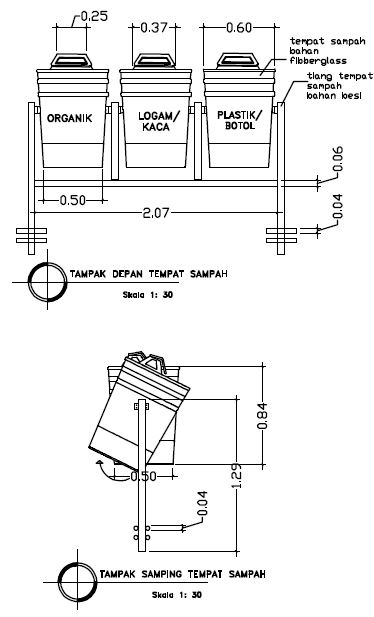 0.25
0.37
0.60
tempat sampah
bahan
fibberglass
tiang tempat
sampah
bahan besi
ORGANIK
LOGAM/
KACA
PLASTIK/
BOTOL
0.06
0.50
0.04
2.07
TAMPAK DEPAN TEMPAT SAMPAH
Skala 1: 30
0.84
1.29
0.50
0.04
TAMPAK SAMPING TEMPAT SAMPAH
Skala 1: 30